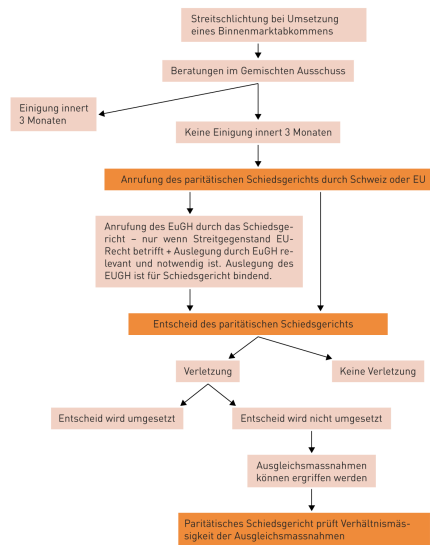 Streitschlichtung bei Umsetzung
eines Binnenmarktabkommens
Beratungen im Gemischten Ausschuss
Einigung innert
3 Monaten
Keine Einigung innert 3 Monaten
Anrufung des paritätischen Schiedsgerichts durch Schweiz oder EU
Anrufung des EuGH durch das Schiedsge-
richt – nur wenn Streitgegenstand EU-
Recht betrifft + Auslegung durch EuGH re-
levant und notwendig ist. Auslegung des
EUGH ist für Schiedsgericht bindend.
Entscheid des paritätischen Schiedsgerichts
Verletzung
Keine Verletzung
Entscheid wird umgesetzt
Entscheid wird nicht umgesetzt
Ausgleichsmassnahmen
können ergriffen werden
Paritätisches Schiedsgericht prüft Verhältnismäs-
sigkeit der Ausgleichsmassnahmen